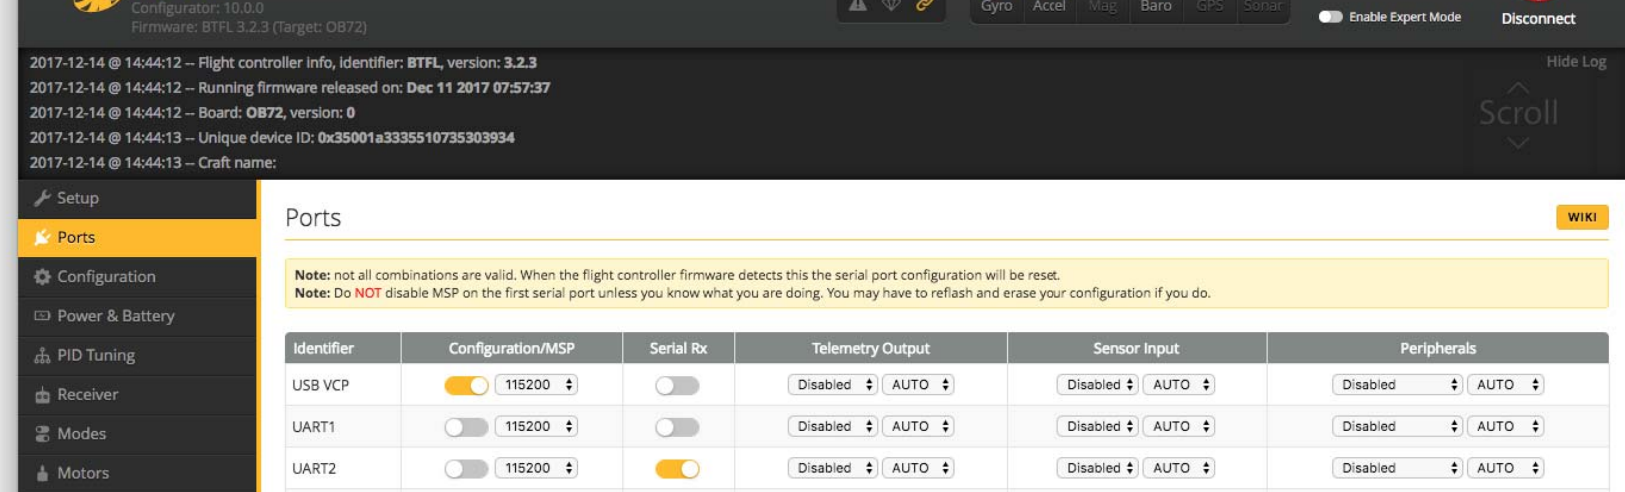 Configurator: 10.0.0
Firmware: BTFL 3.2.3 (Target: OB72)
Gyro Accel Mag Baro GPS Sonar
Enable Expert Mode
Disconnect
2017-12-14 @ 14:44:12 -- Flight controller info, identifier: BTFL, version: 3.2.3
Hide Log
2017-12-14 @ 14:44:12 -- Running firmware released on: Dec 11 2017 07:57:37
2017-12-14 @ 14:44:12 -- Board: OB72, version: 0
Scroll
2017-12-14 @ 14:44:13 -- Unique device ID: 0x35001a3335510735303934
2017-12-14 @ 14:44:13 -- Craft name:
Setup
Ports
Configuration
Power & Battery
PID Tuning
Receiver
Modes
Motors
Ports
WIKI
Note: not all combinations are valid. When the flight controller firmware detects this the serial port configuration will be reset.
Note: Do NOT disable MSP on the first serial port unless you know what you are doing. You may have to reflash and erase your configuration if you do.
Identifier Configuration/MSP Serial Rx Telemetry Output Sensor Input Peripherals
USB VCP 115200 Disabled AUTO Disabled AUTO Disabled AUTO
UART1 115200 Disabled AUTO Disabled AUTO Disabled AUTO
UART2 115200 Disabled AUTO Disabled AUTO Disabled AUTO